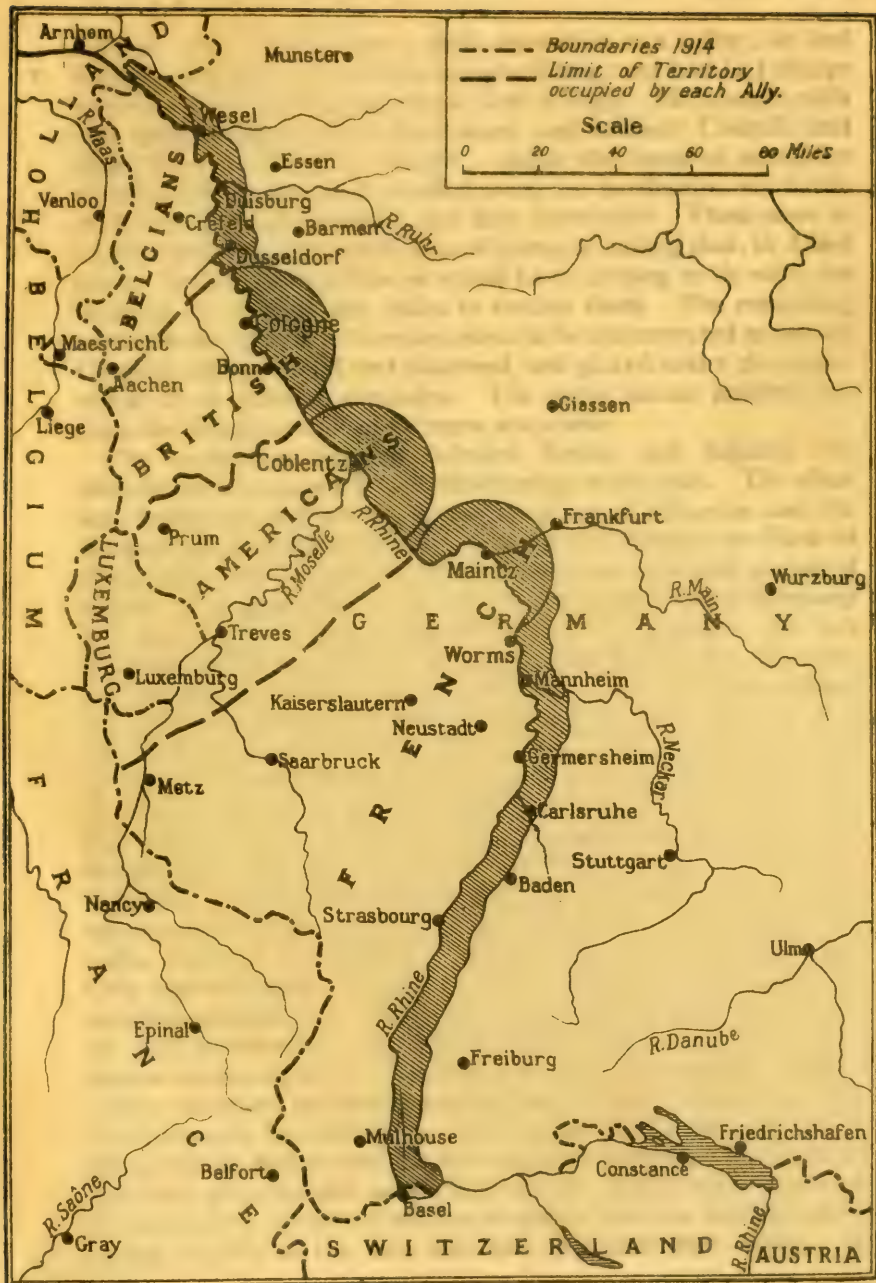 Boundaries 1914
Limit of Territory
occupied by each Ally.
Scale
0 20 40 60 80 Miles
Arnhem
HOLLAND
Munster
R.Maas
Wesel
Essen
Venloo
Duisburg
Crefeld
Barmen
R.Ruhr
BELGIANS
Dusseldorf
Cologne
Maestricht
Aachen
Bonn
BRITISH
Liege
Giessen
BELGIUM
Coblentz
AMERICANS
Prum
R.Rhine
Frankfurt
Maintz
R.Moselle
LUXEMBURG
R.Main
Wurzburg
Treves
GERMANY
Worms
Luxemburg
Mannheim
Kaiserslautern
Neustadt
R.Neckar
FRENCH
Saarbruck
Germersheim
Metz
Carlsruhe
Stuttgart
Baden
Nancy
Strasbourg
Ulm
FRANCE
R.Rhine
Epinal
R.Danube
Freiburg
Mulhouse
Friedrichshafen
Belfort
Constance
R.Saône
Basel
R.Rhine
Gray
SWITZERLAND
AUSTRIA